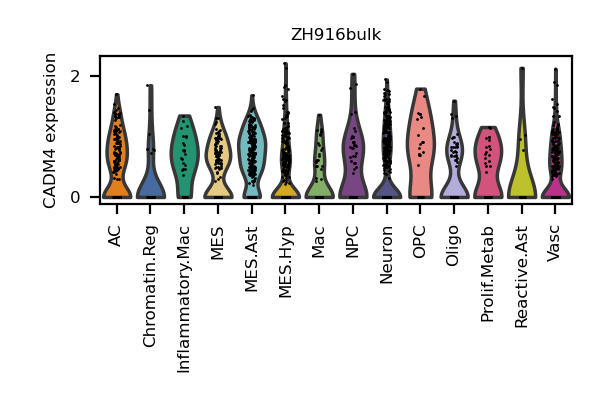 ZH916bulk
CADM4 expression
2
0
AC
Chromatin.Reg
Inflammatory.Mac
MES
MES.Ast
MES.Hyp
Mac
NPC
Neuron
OPC
Oligo
Prolif.Metab
Reactive.Ast
Vasc